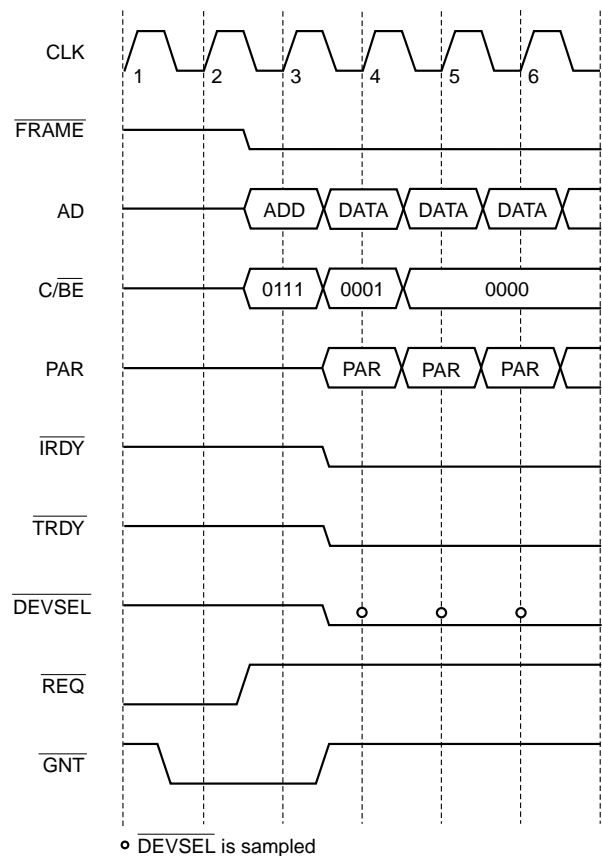 CLK
1 2 3 4 5 6
FRAME
AD ADD DATA DATA DATA
C/BE 0111 0001 0000
PAR PAR PAR PAR
IRDY
TRDY
DEVSEL
REQ
GNT
DEVSEL is sampled